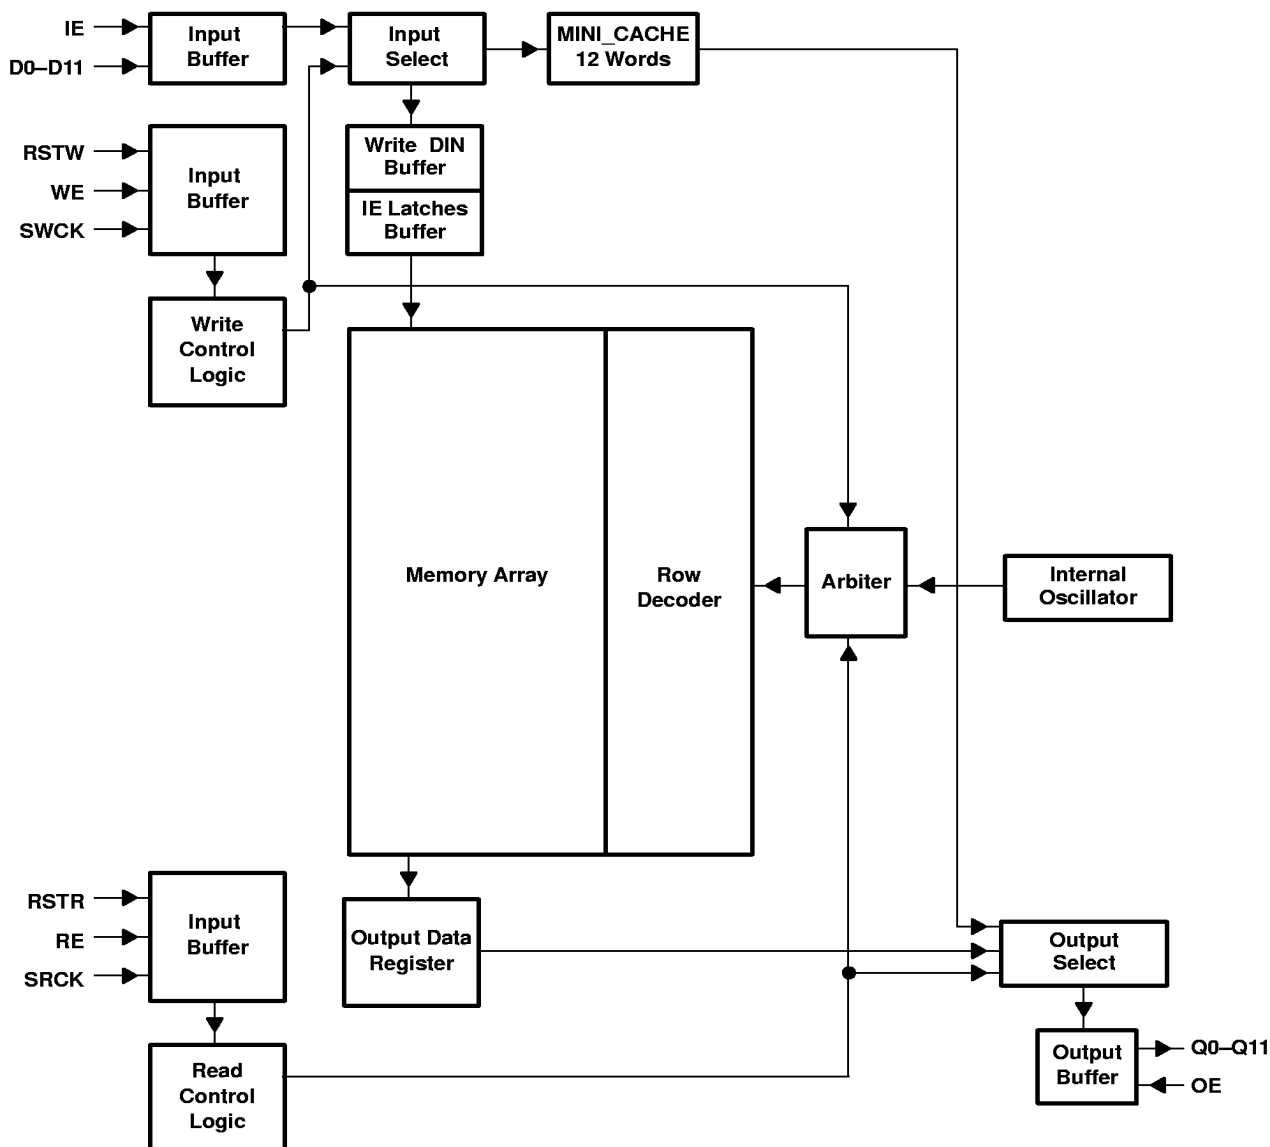 IE
D0–D11
Input
Buffer
Input
Select
MINI_CACHE
12 Words
RSTW
WE
SWCK
Input
Buffer
Write DIN
Buffer
IE Latches
Buffer
Write
Control
Logic
Memory Array
Row
Decoder
Arbiter
Internal
Oscillator
RSTR
RE
SRCK
Input
Buffer
Output Data
Register
Output
Select
Read
Control
Logic
Output
Buffer
Q0–Q11
OE